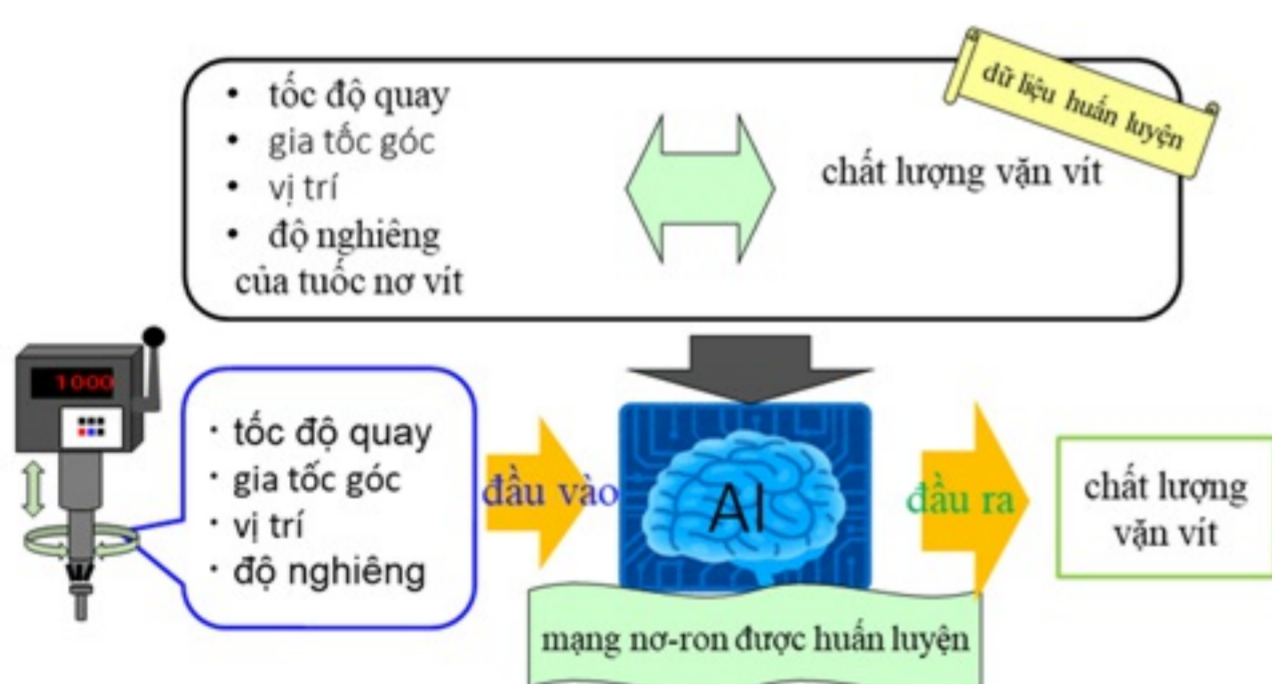 dữ liệu huấn luyện
• tốc độ quay
• gia tốc góc
• vị trí
• độ nghiêng
của tuốc nơ vít
chất lượng vặn vít
1000
· tốc độ quay
· gia tốc góc
· vị trí
· độ nghiêng
đầu vào
AI
đầu ra
chất lượng
vặn vít
mạng nơ-ron được huấn luyện